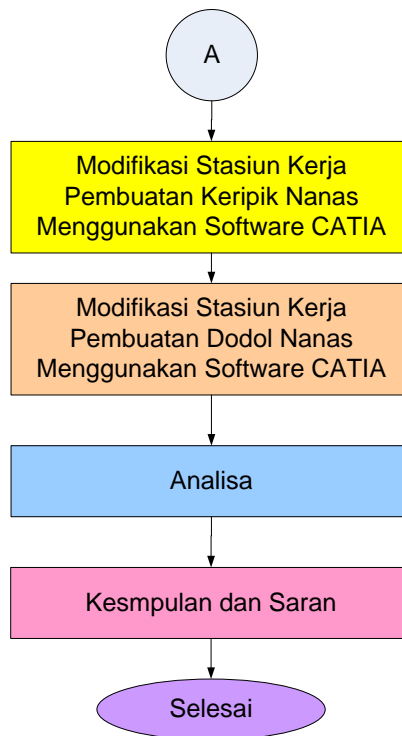 A
Modifikasi Stasiun Kerja
Pembuatan Keripik Nanas
Menggunakan Software CATIA
Modifikasi Stasiun Kerja
Pembuatan Dodol Nanas
Menggunakan Software CATIA
Analisa
Kesmpulan dan Saran
Selesai